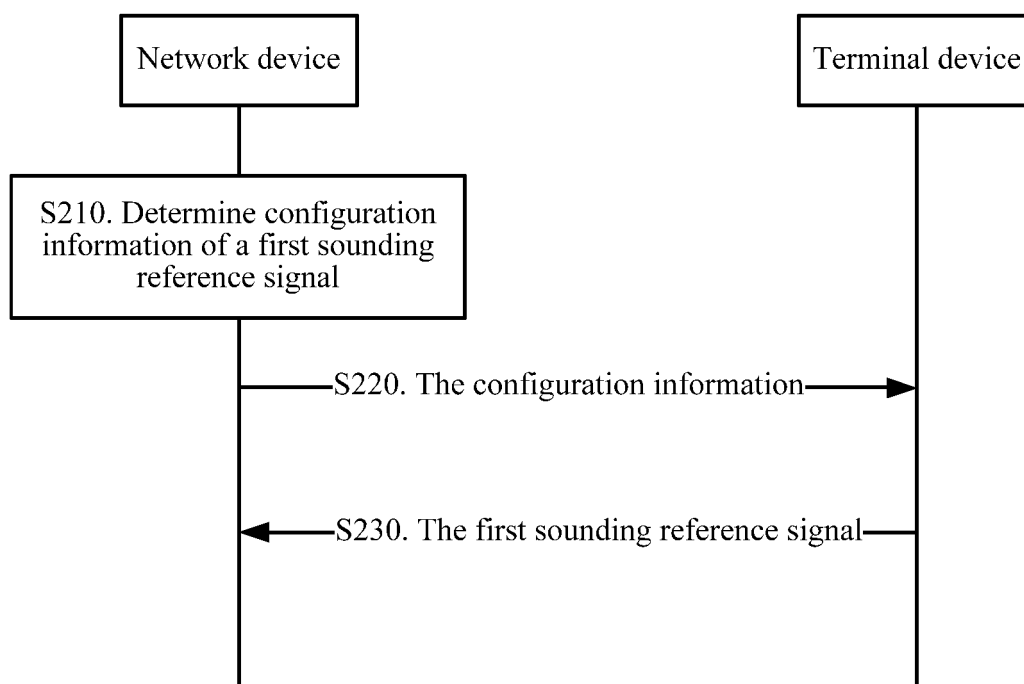 Network device
Terminal device
S210. Determine configuration
information of a first sounding
reference signal
S220. The configuration information
S230. The first sounding reference signal